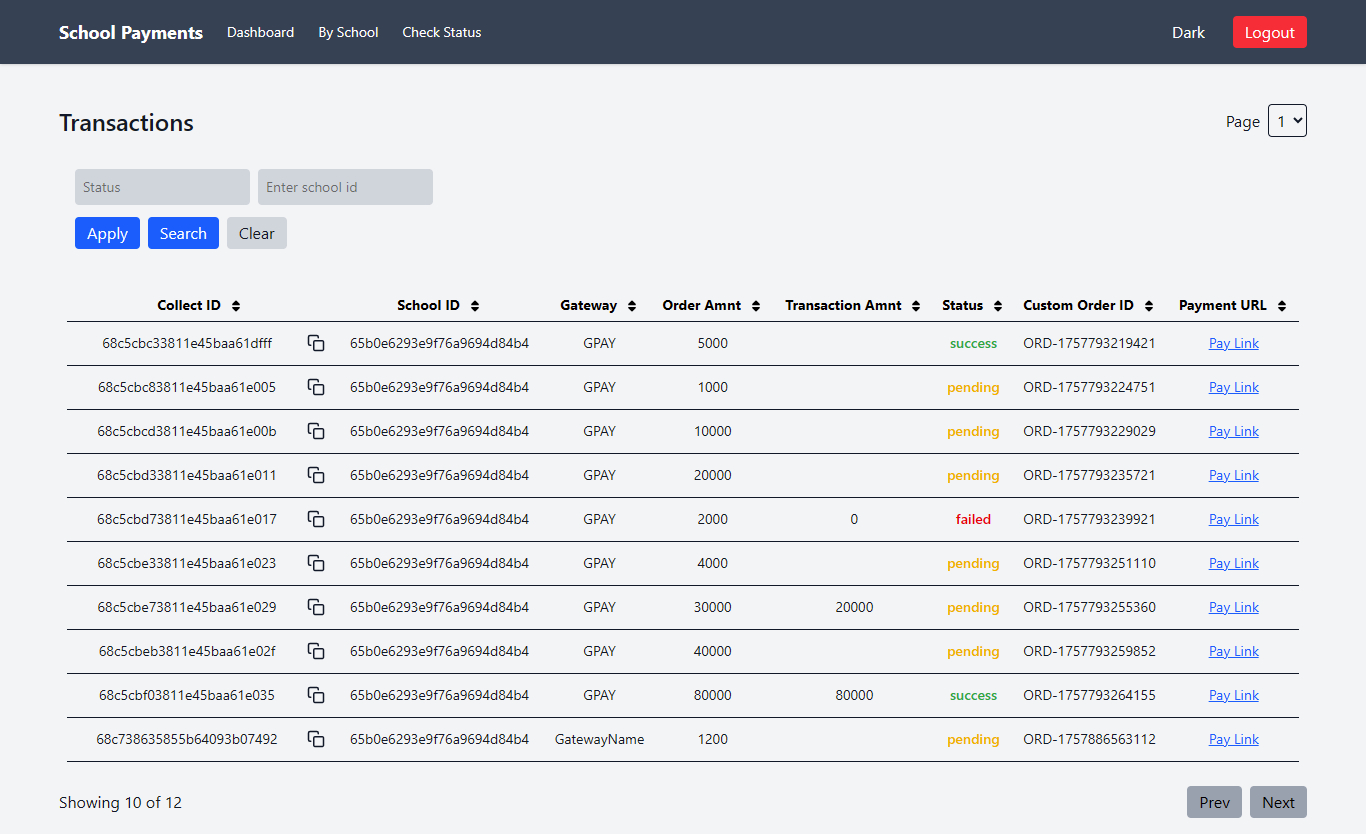 School Payments Dashboard By School Check Status Dark Logout
Transactions Page 1
Status Enter school id
Apply Search Clear
Collect ID School ID Gateway Order Amnt Transaction Amnt Status Custom Order ID Payment URL
68c5cbc33811e45baa61dfff 65b0e6293e9f76a9694d84b4 GPAY 5000 success ORD-1757793219421 Pay Link
68c5cbc83811e45baa61e005 65b0e6293e9f76a9694d84b4 GPAY 1000 pending ORD-1757793224751 Pay Link
68c5cbcd3811e45baa61e00b 65b0e6293e9f76a9694d84b4 GPAY 10000 pending ORD-1757793229029 Pay Link
68c5cbd33811e45baa61e011 65b0e6293e9f76a9694d84b4 GPAY 20000 pending ORD-1757793235721 Pay Link
68c5cbd73811e45baa61e017 65b0e6293e9f76a9694d84b4 GPAY 2000 0 failed ORD-1757793239921 Pay Link
68c5cbe33811e45baa61e023 65b0e6293e9f76a9694d84b4 GPAY 4000 pending ORD-1757793251110 Pay Link
68c5cbe73811e45baa61e029 65b0e6293e9f76a9694d84b4 GPAY 30000 20000 pending ORD-1757793255360 Pay Link
68c5cbeb3811e45baa61e02f 65b0e6293e9f76a9694d84b4 GPAY 40000 pending ORD-1757793259852 Pay Link
68c5cbf03811e45baa61e035 65b0e6293e9f76a9694d84b4 GPAY 80000 80000 success ORD-1757793264155 Pay Link
68c738635855b64093b07492 65b0e6293e9f76a9694d84b4 GatewayName 1200 pending ORD-1757886563112 Pay Link
Showing 10 of 12 Prev Next